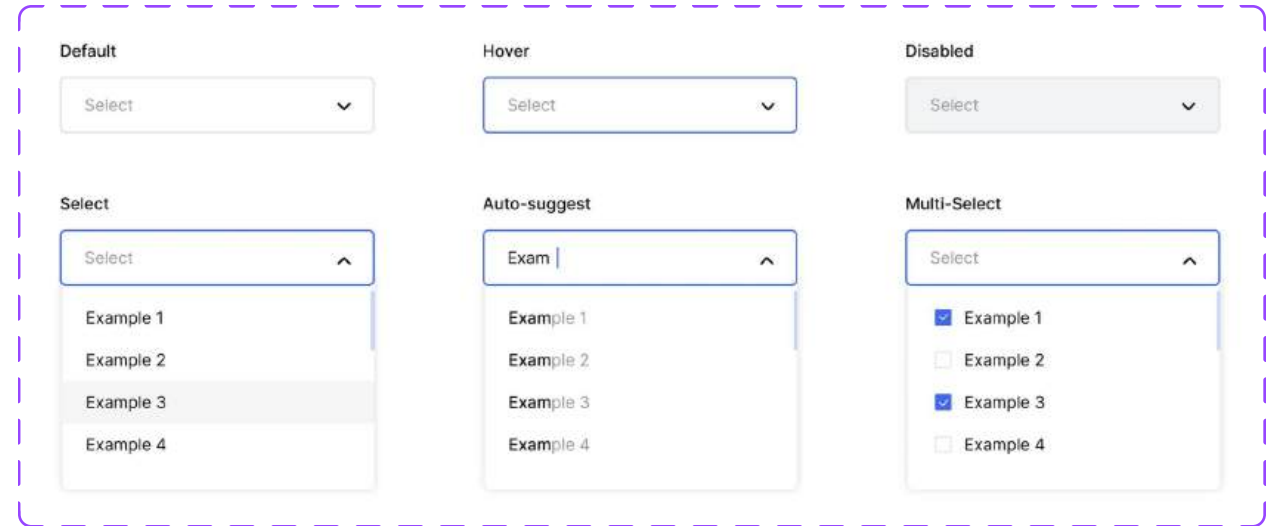 Default
Hover
Disabled
Select
Select
Select
Select
Auto-suggest
Multi-Select
Select
Exam
Select
Example 1
Example 1
Example 1
Example 2
Example 2
Example 2
Example 3
Example 3
Example 3
Example 4
Example 4
Example 4